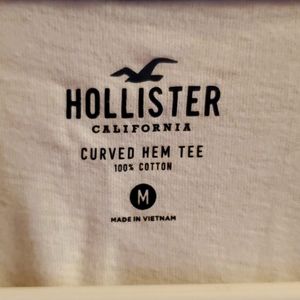 HOLLISTER
CALIFORNIA
CURVED HEM TEE
100% COTTON
M
MADE IN VIETNAM